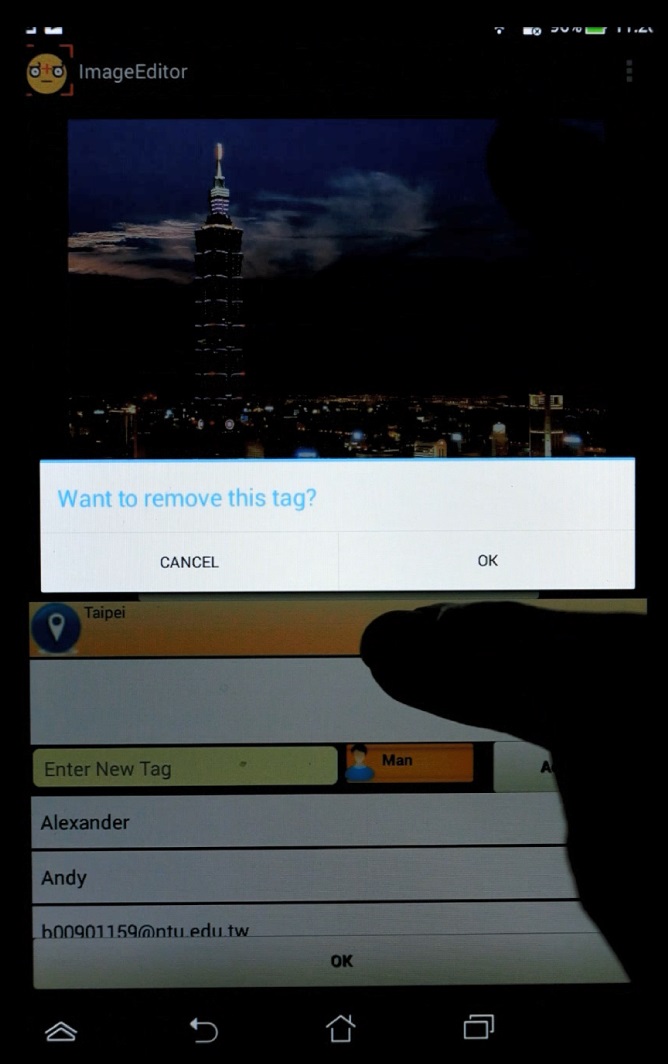 ImageEditor
Want to remove this tag?
CANCEL
OK
Taipei
Enter New Tag
Man
Alexander
Andy
b00901159@ntu.edu.tw
OK